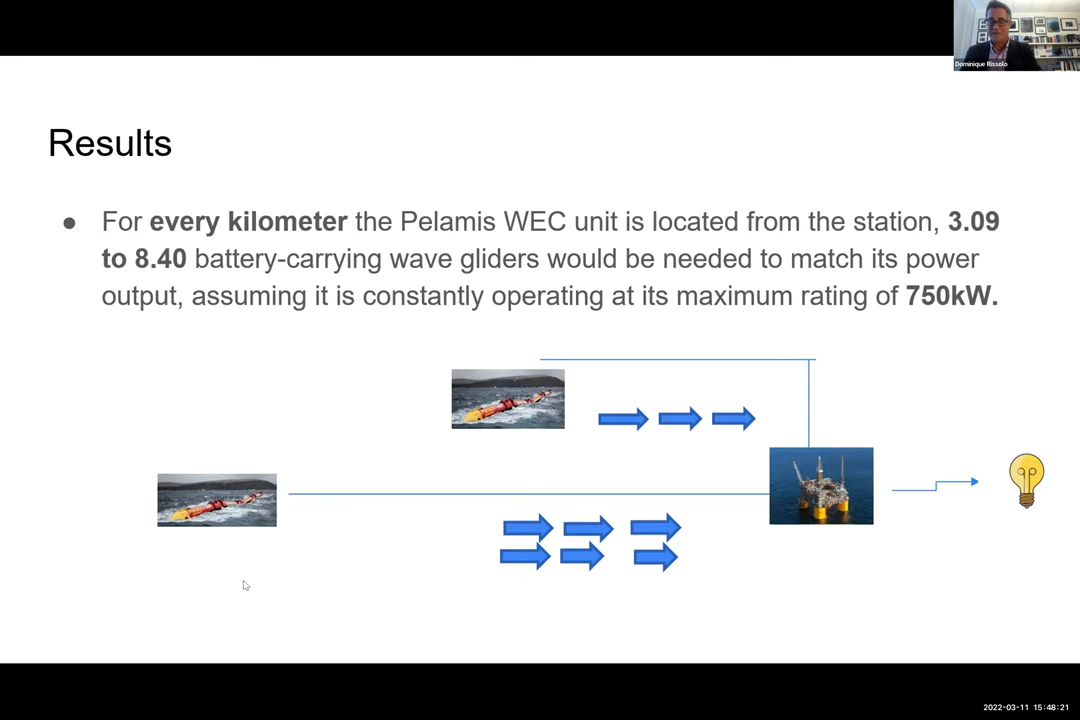 Dominique Rissolo
Results
● For every kilometer the Pelamis WEC unit is located from the station, 3.09
to 8.40 battery-carrying wave gliders would be needed to match its power
output, assuming it is constantly operating at its maximum rating of 750kW.
2022-03-11 15:48:21